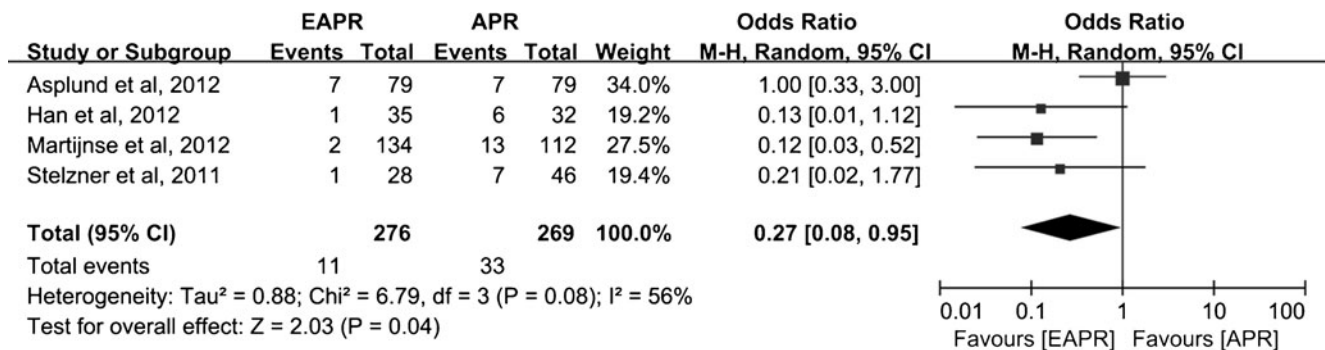 EAPR APR Odds Ratio Odds Ratio
Study or Subgroup Events Total Events Total Weight M-H, Random, 95% CI M-H, Random, 95% CI
Asplund et al, 2012 7 79 7 79 34.0% 1.00 [0.33, 3.00]
Han et al, 2012 1 35 6 32 19.2% 0.13 [0.01, 1.12]
Martijnse et al, 2012 2 134 13 112 27.5% 0.12 [0.03, 0.52]
Stelzner et al, 2011 1 28 7 46 19.4% 0.21 [0.02, 1.77]
Total (95% CI) 276 269 100.0% 0.27 [0.08, 0.95]
Total events 11 33
Heterogeneity: Tau² = 0.88; Chi² = 6.79, df = 3 (P = 0.08); I² = 56%
Test for overall effect: Z = 2.03 (P = 0.04)
0.01 0.1 1 10 100
Favours [EAPR] Favours [APR]